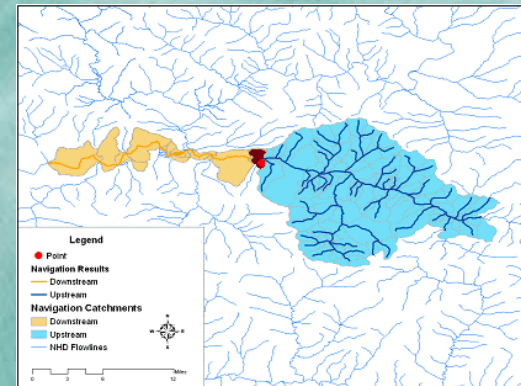 Legend
Point
Navigation Results
Downstream
Upstream
Navigation Catchments
Downstream
Upstream
NHD Flowlines
N
W E
S
Miles
0 3 6 12